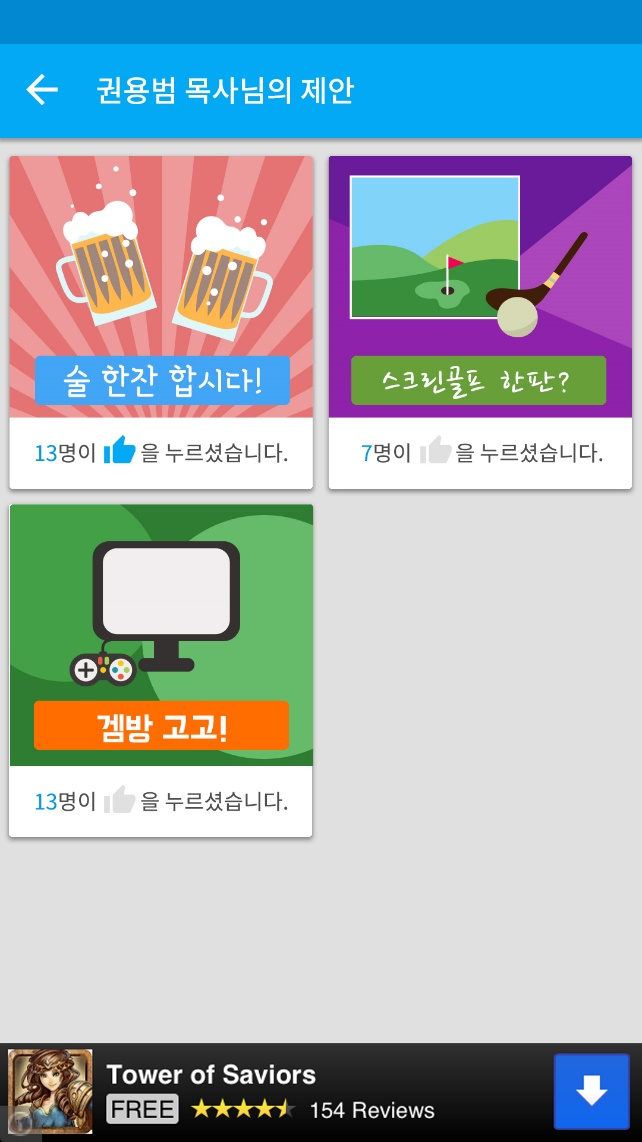 권용범 목사님의 제안
술 한잔 합시다!
스크린골프 한판?
13명이 을 누르셨습니다.
7명이 을 누르셨습니다.
겜방 고고!
13명이 을 누르셨습니다.
Tower of Saviors
FREE 154 Reviews